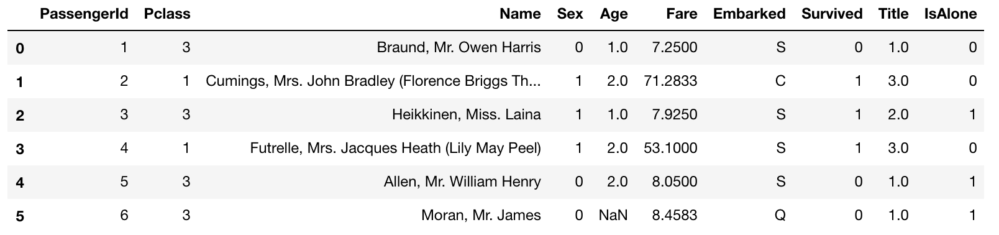 PassengerId Pclass Name Sex Age Fare Embarked Survived Title IsAlone
0 1 3 Braund, Mr. Owen Harris 0 1.0 7.2500 S 0 1.0 0
1 2 1 Cumings, Mrs. John Bradley (Florence Briggs Th... 1 2.0 71.2833 C 1 3.0 0
2 3 3 Heikkinen, Miss. Laina 1 1.0 7.9250 S 1 2.0 1
3 4 1 Futrelle, Mrs. Jacques Heath (Lily May Peel) 1 2.0 53.1000 S 1 3.0 0
4 5 3 Allen, Mr. William Henry 0 2.0 8.0500 S 0 1.0 1
5 6 3 Moran, Mr. James 0 NaN 8.4583 Q 0 1.0 1